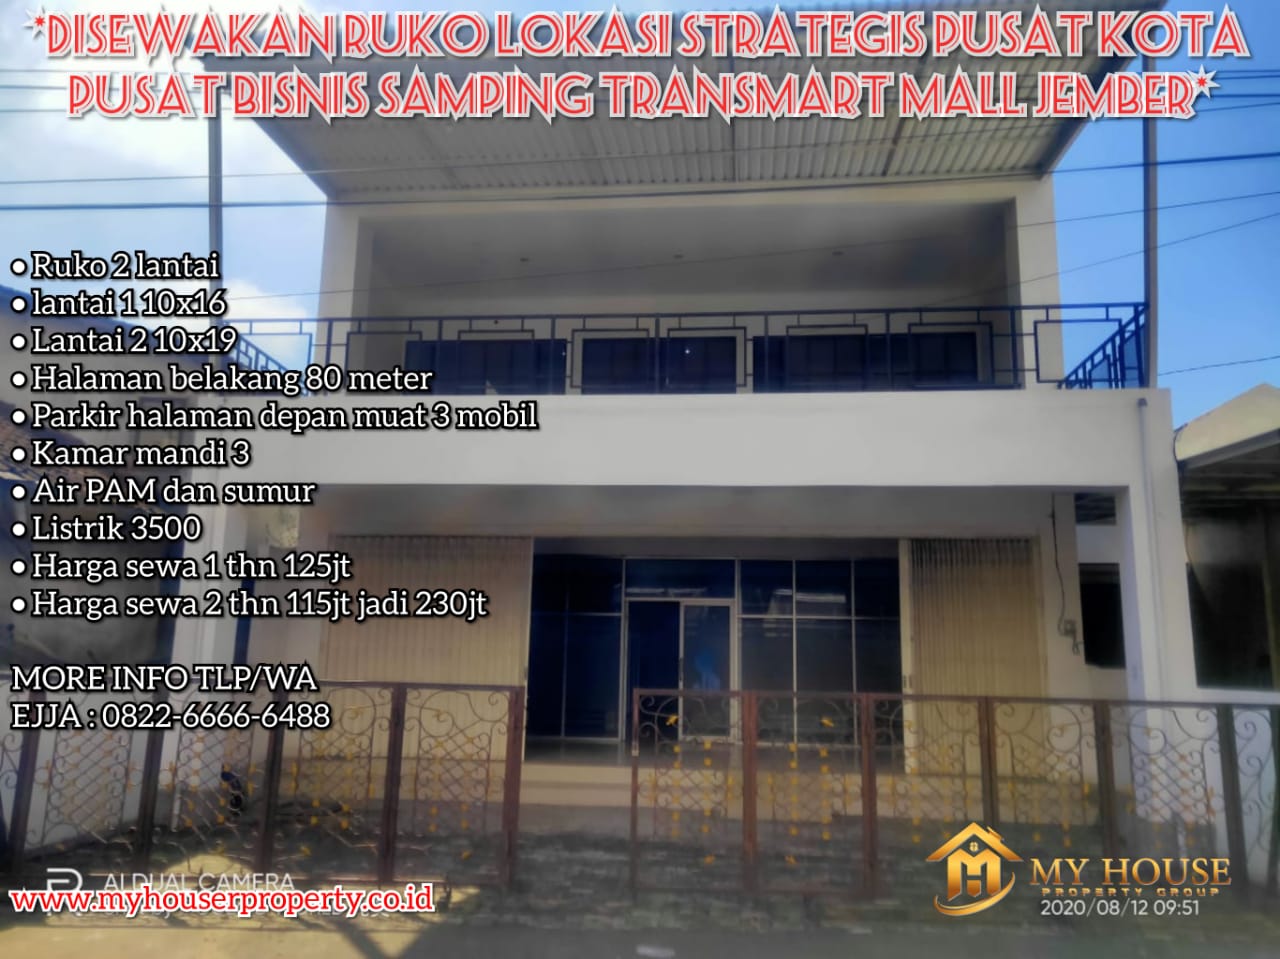 *DISEWAKAN RUKO LOKASI STRATEGIS PUSAT KOTA
PUSAT BISNIS SAMPING TRANSMART MALL JEMBER*
• Ruko 2 lantai
• lantai 1 10x16
• Lantai 2 10x19
• Halaman belakang 80 meter
• Parkir halaman depan muat 3 mobil
• Kamar mandi 3
• Air PAM dan sumur
• Listrik 3500
• Harga sewa 1 thn 125jt
• Harga sewa 2 thn 115jt jadi 230jt
MORE INFO TLP/WA
EJJA : 0822-6666-6488
AI DUAL CAMERA
www.myhouserproperty.co.id
MY HOUSE
PROPERTY GROUP
2020/08/12 09:51